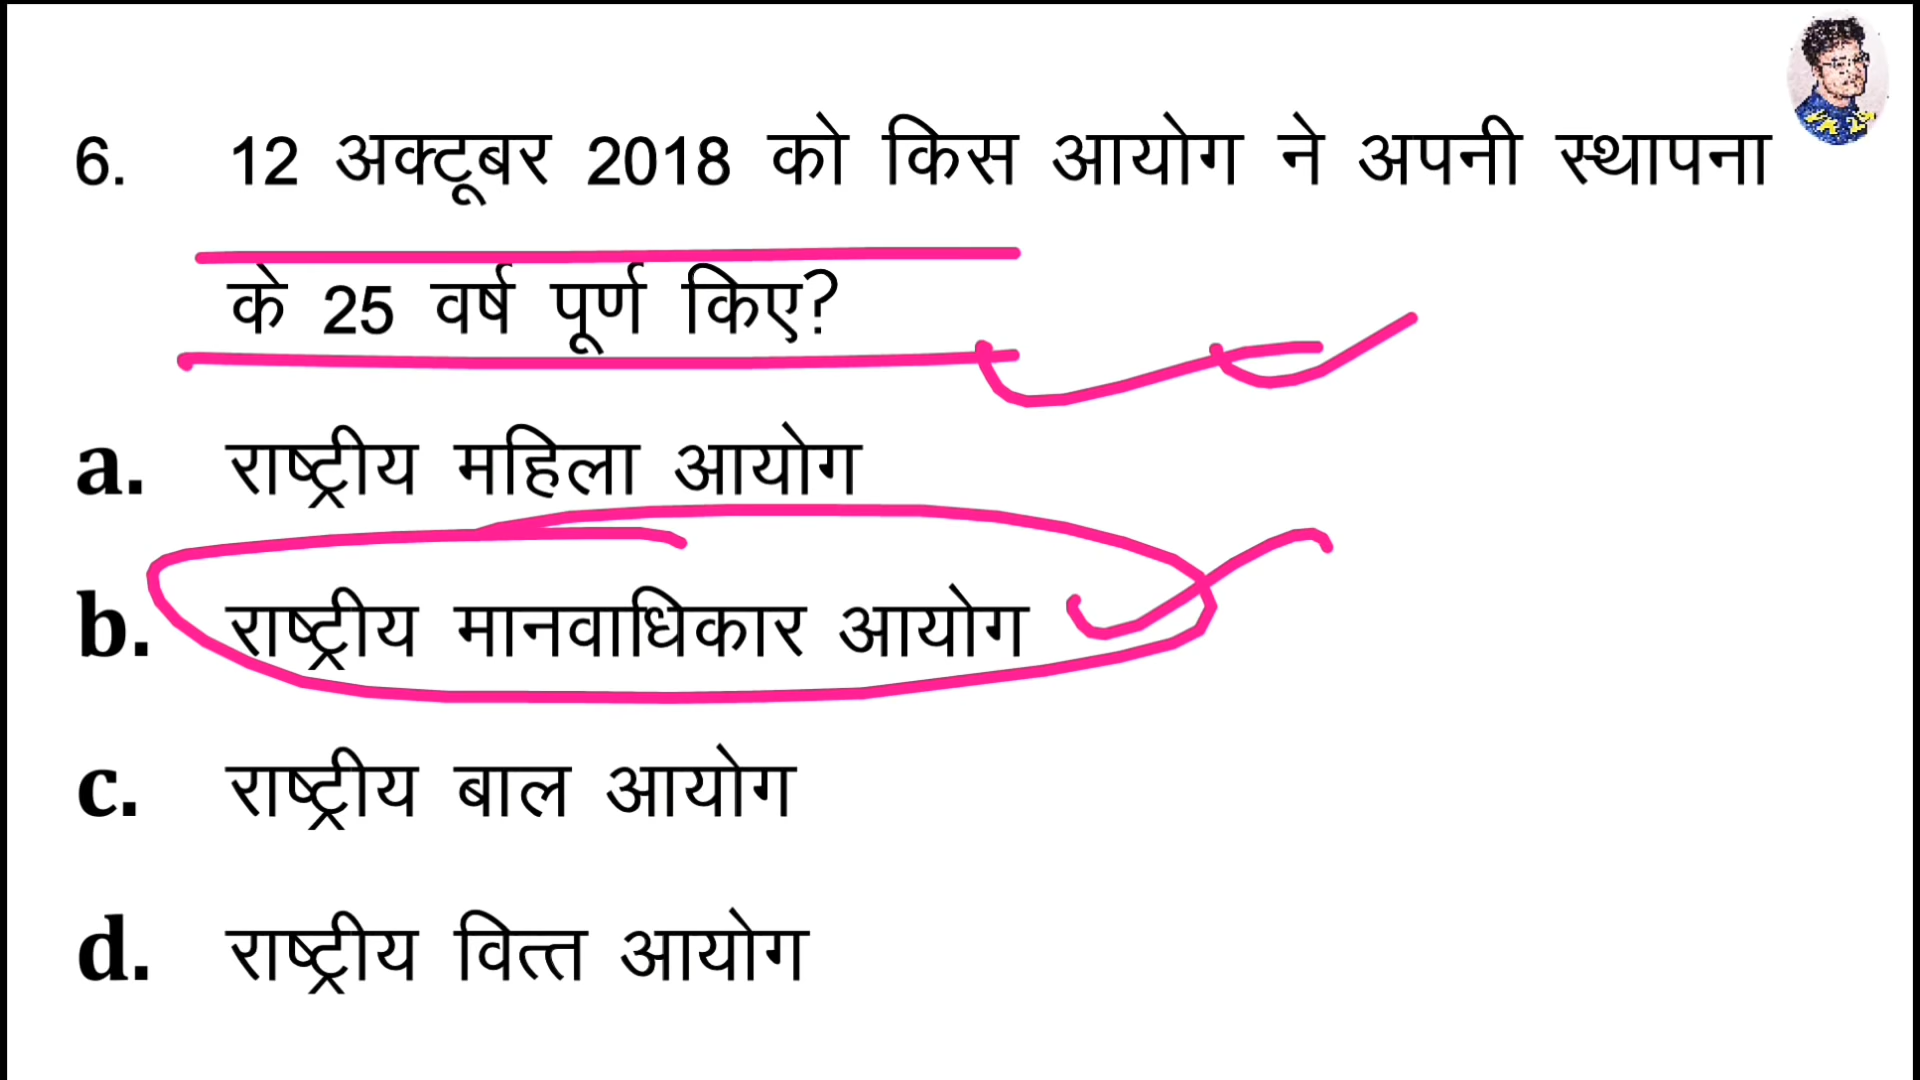 6. 12 अक्टूबर 2018 को किस आयोग ने अपनी स्थापना
के 25 वर्ष पूर्ण किए?
a. राष्ट्रीय महिला आयोग
b. राष्ट्रीय मानवाधिकार आयोग
c. राष्ट्रीय बाल आयोग
d. राष्ट्रीय वित्त आयोग